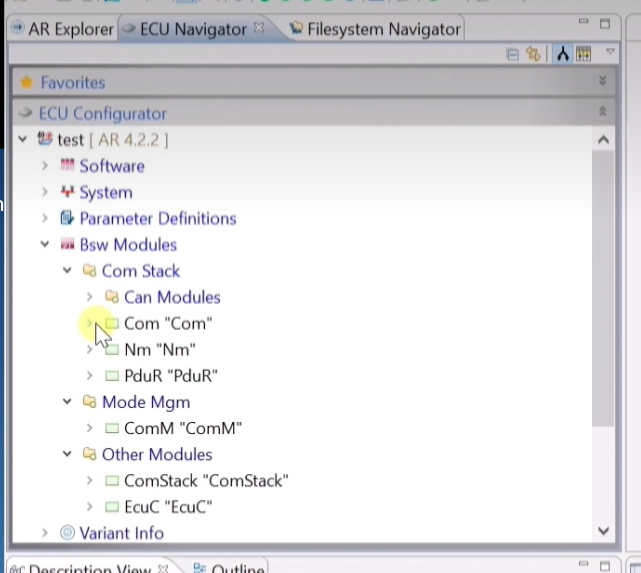 AR Explorer ECU Navigator Filesystem Navigator
Favorites
ECU Configurator
test [ AR 4.2.2 ]
Software
System
Parameter Definitions
Bsw Modules
Com Stack
Can Modules
Com "Com"
Nm "Nm"
PduR "PduR"
Mode Mgm
ComM "ComM"
Other Modules
ComStack "ComStack"
EcuC "EcuC"
Variant Info
Description View Outline